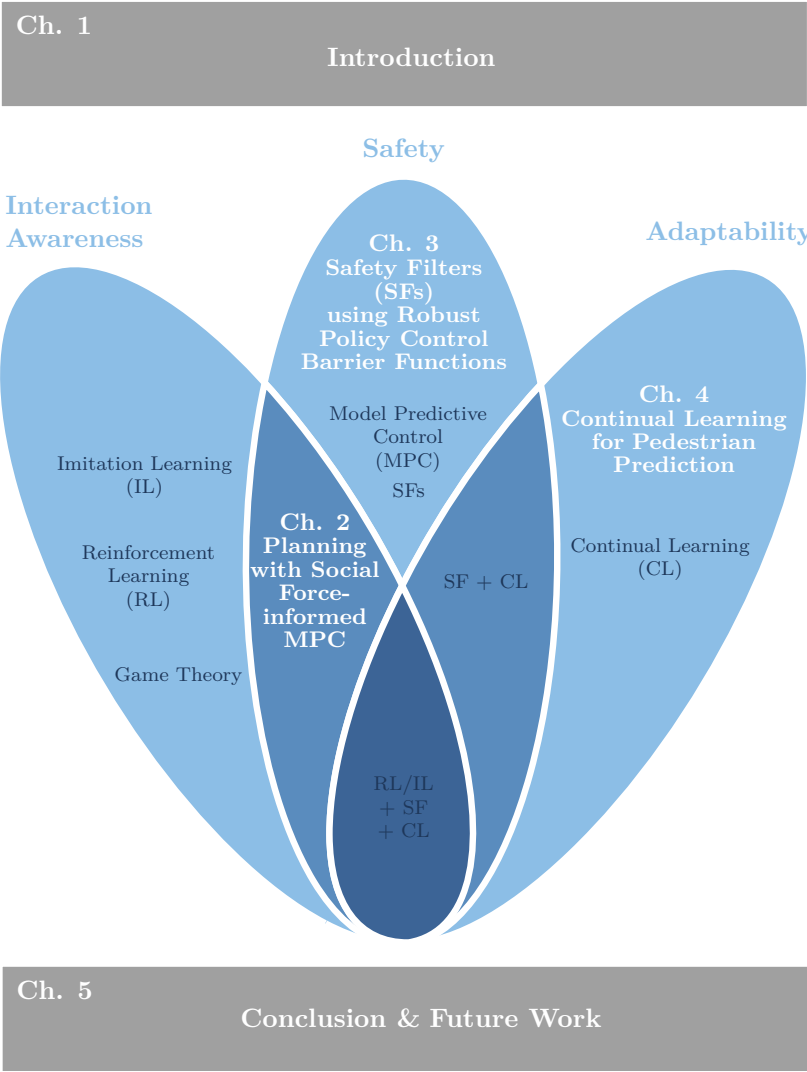 Ch. 1
Introduction
Safety
Interaction
Awareness
Adaptability
Ch. 3
Safety Filters
(SFs)
using Robust
Policy Control
Barrier Functions
Model Predictive
Control
(MPC)
SFs
Ch. 4
Continual Learning
for Pedestrian
Prediction
Imitation Learning
(IL)
Reinforcement
Learning
(RL)
Game Theory
Ch. 2
Planning
with Social
Force-
informed
MPC
SF + CL
Continual Learning
(CL)
RL/IL
+ SF
+ CL
Ch. 5
Conclusion & Future Work